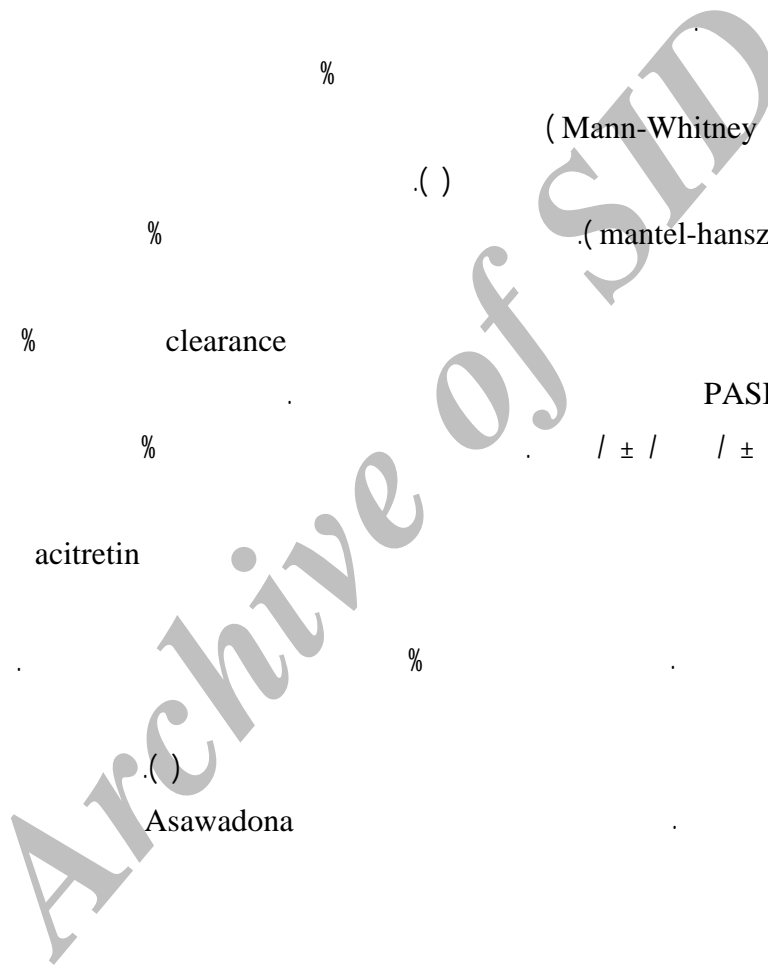 .
%
( Mann-Whitney
.( )
% .( mantel-hansz
% clearance
. PASI
% . / ± / / ±
acitretin
. % .
.( )
Asawadona .
Archive of SID